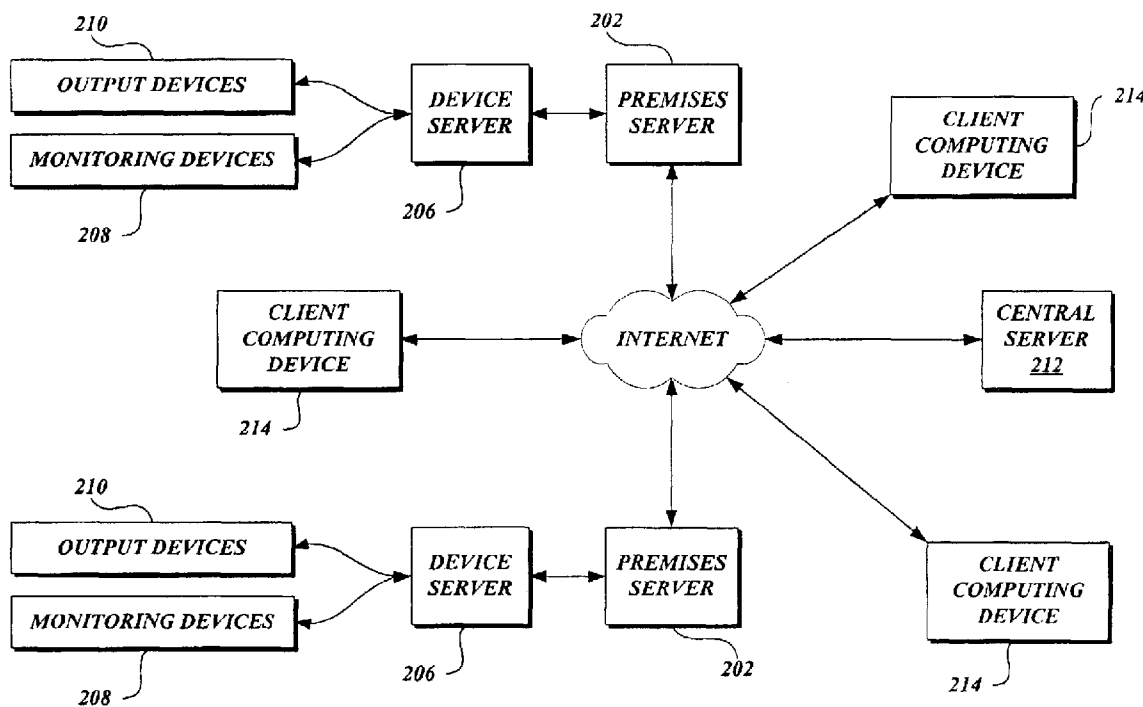 210
OUTPUT DEVICES
MONITORING DEVICES
208
DEVICE
SERVER
206
202
PREMISES
SERVER
CLIENT
COMPUTING
DEVICE
214
CLIENT
COMPUTING
DEVICE
214
INTERNET
CENTRAL
SERVER
212
210
OUTPUT DEVICES
MONITORING DEVICES
208
DEVICE
SERVER
206
PREMISES
SERVER
202
CLIENT
COMPUTING
DEVICE
214